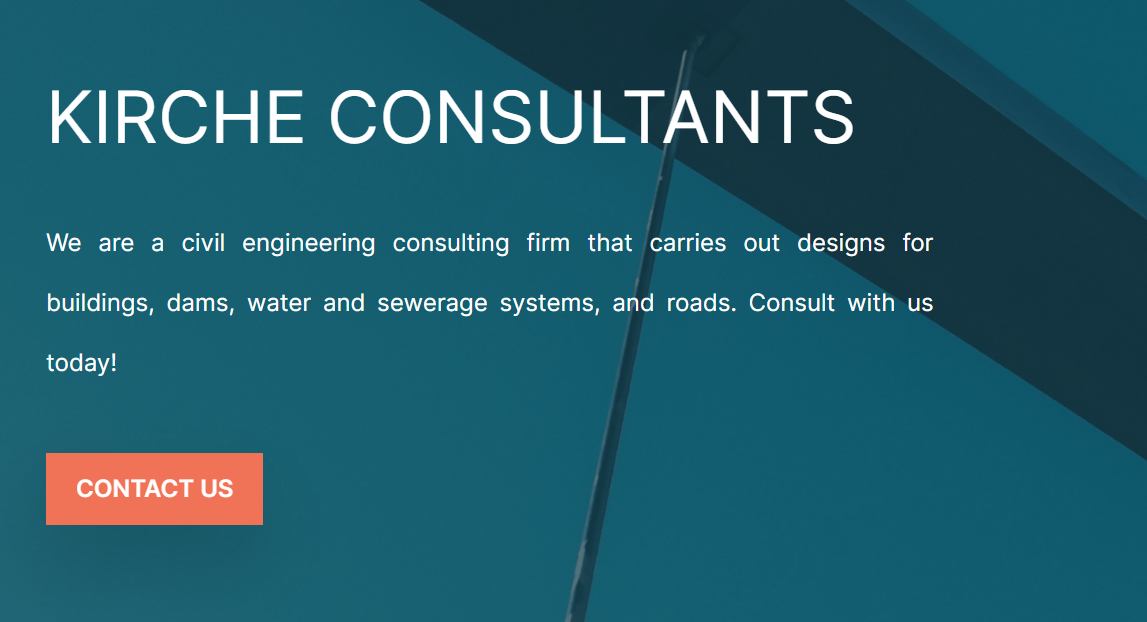 KIRCHE CONSULTANTS
We are a civil engineering consulting firm that carries out designs for
buildings, dams, water and sewerage systems, and roads. Consult with us
today!
CONTACT US